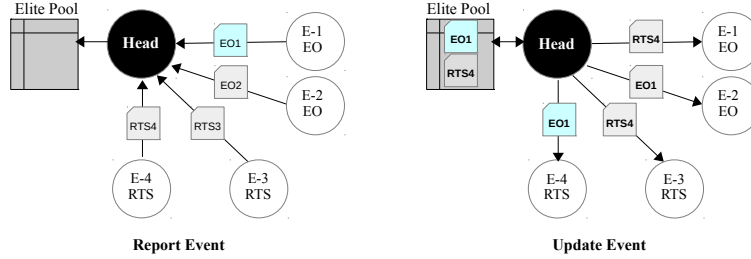 Elite Pool
Head
EO1
E-1
EO
EO2
E-2
EO
RTS4
RTS3
E-4
RTS
E-3
RTS
Report Event
Elite Pool
EO1
RTS4
Head
RTS4
E-1
EO
EO1
E-2
EO
EO1
RTS4
E-4
RTS
E-3
RTS
Update Event